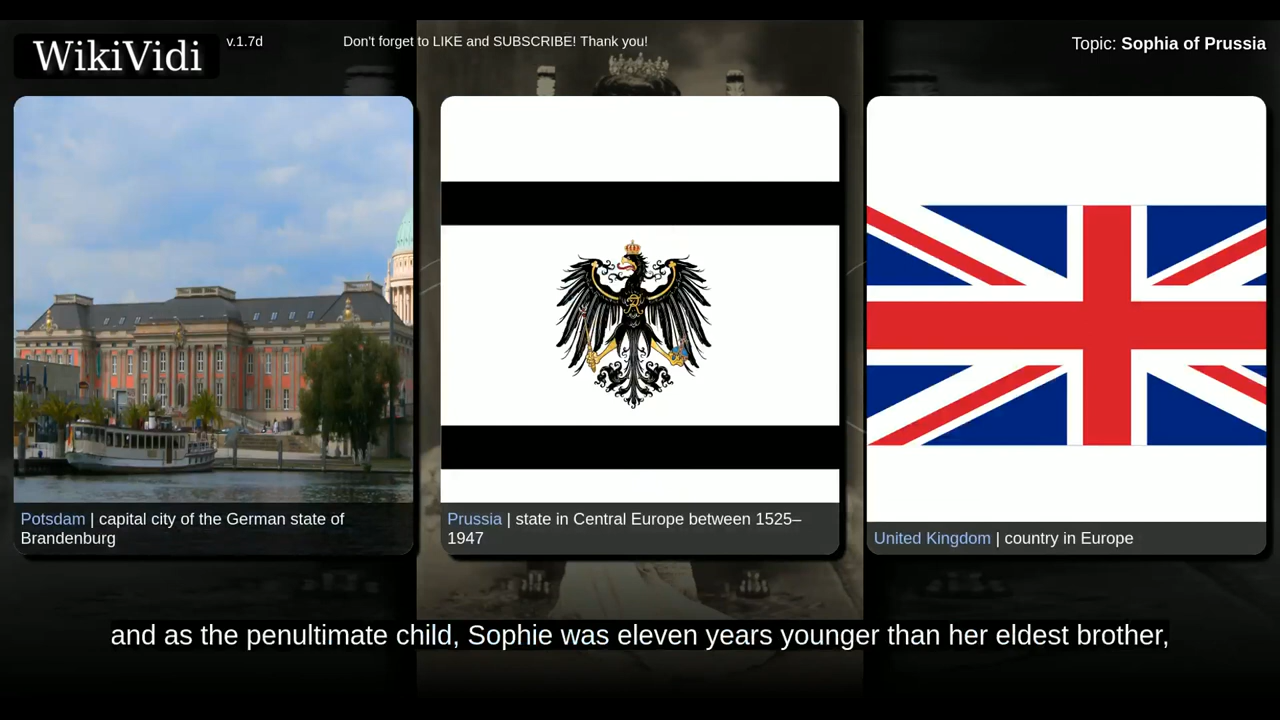 WikiVidi
v.1.7d
Don't forget to LIKE and SUBSCRIBE! Thank you!
Topic: Sophia of Prussia
Potsdam | capital city of the German state of
Brandenburg
Prussia | state in Central Europe between 1525–
1947
United Kingdom | country in Europe
and as the penultimate child, Sophie was eleven years younger than her eldest brother,